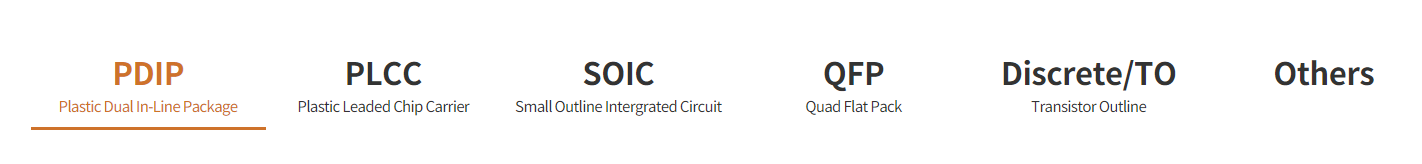 PDIP
Plastic Dual In-Line Package
PLCC
Plastic Leaded Chip Carrier
SOIC
Small Outline Intergrated Circuit
QFP
Quad Flat Pack
Discrete/TO
Transistor Outline
Others